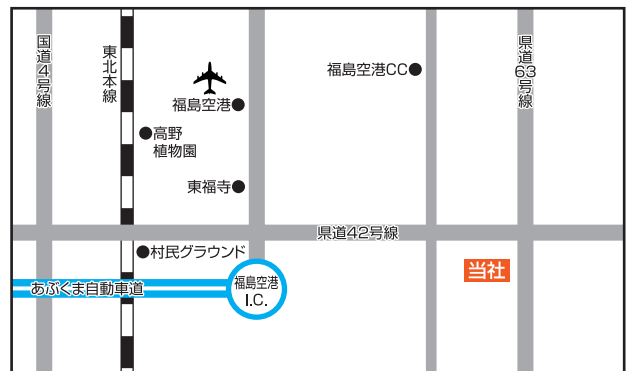 国道4号線
東北本線
福島空港CC
県道63号線
福島空港
高野
植物園
東福寺
県道42号線
村民グラウンド
当社
あぶくま自動車道
福島空港
I.C.